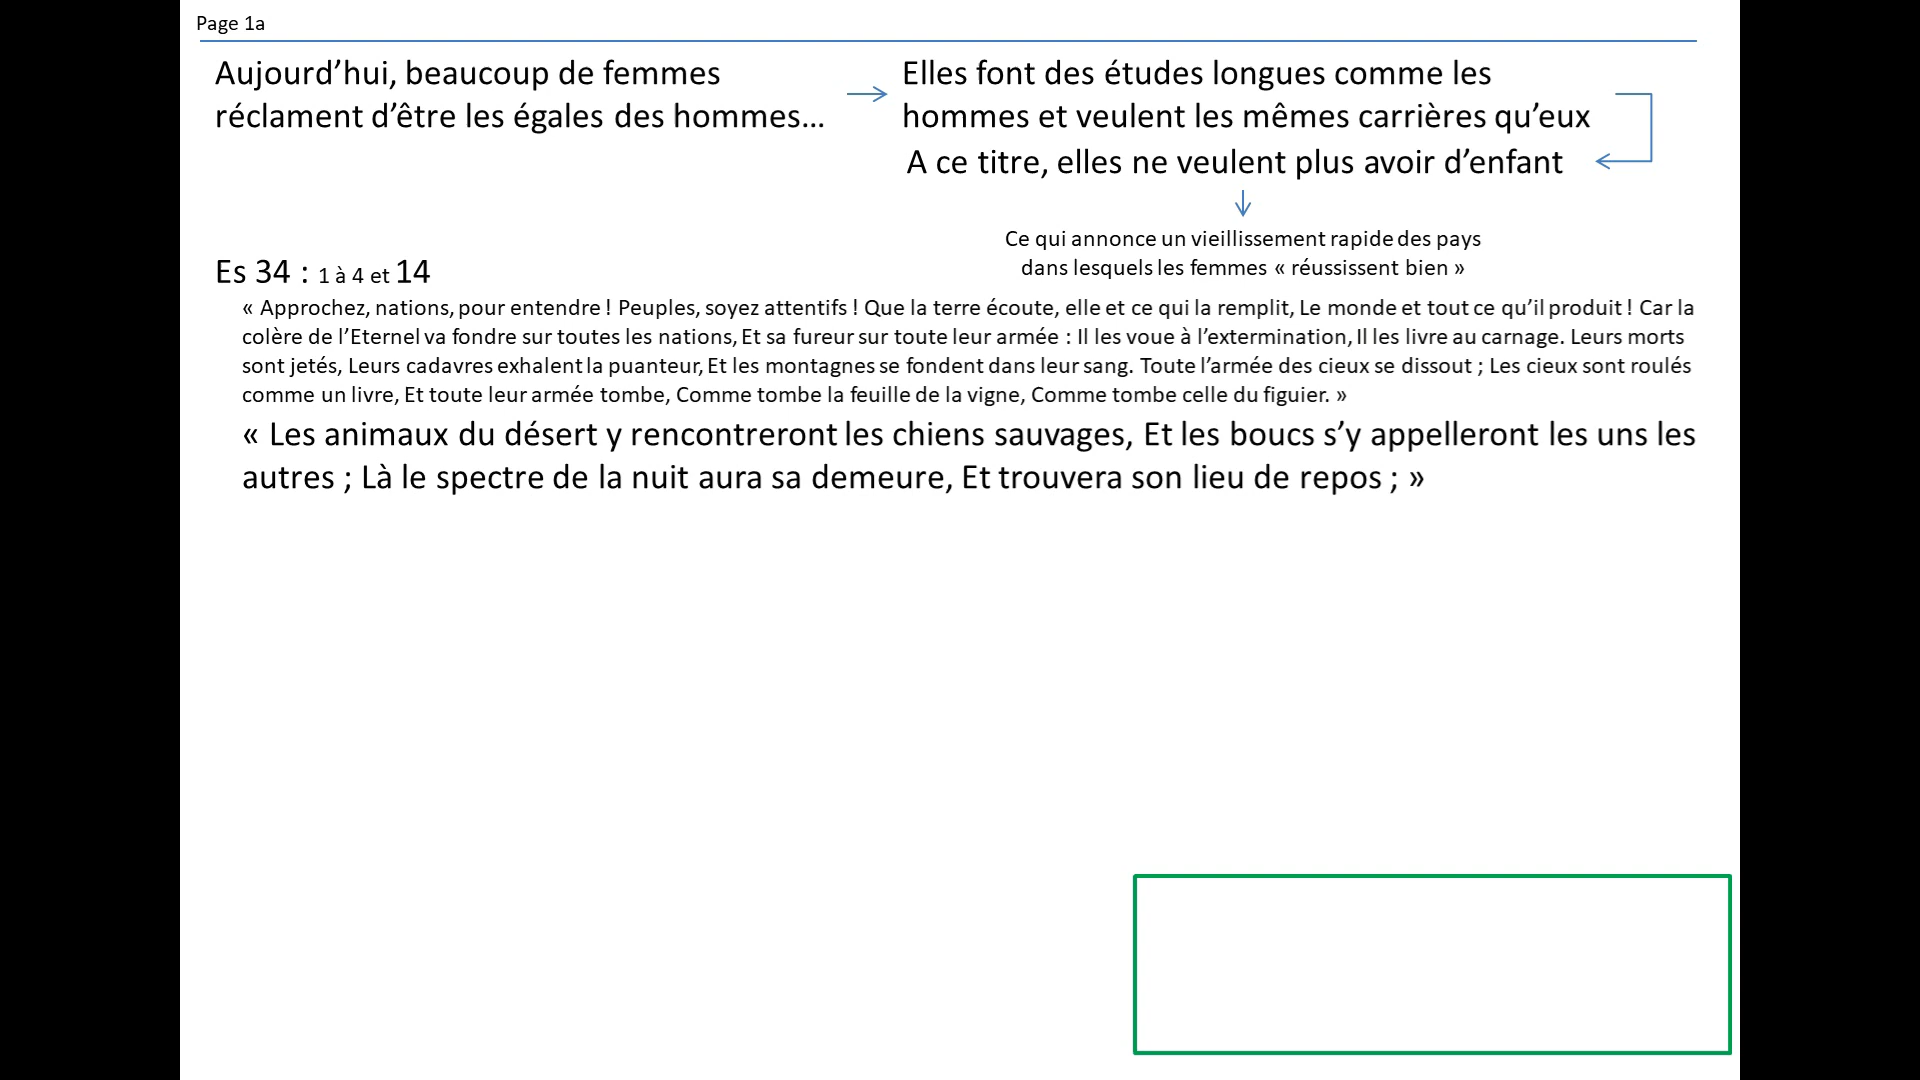 Page 1a
Aujourd’hui, beaucoup de femmes
réclament d’être les égales des hommes…
Elles font des études longues comme les
hommes et veulent les mêmes carrières qu’eux
A ce titre, elles ne veulent plus avoir d’enfant
Ce qui annonce un vieillissement rapide des pays
dans lesquels les femmes « réussissent bien »
Es 34 : 1 à 4 et 14
« Approchez, nations, pour entendre ! Peuples, soyez attentifs ! Que la terre écoute, elle et ce qui la remplit, Le monde et tout ce qu’il produit ! Car la
colère de l’Eternel va fondre sur toutes les nations, Et sa fureur sur toute leur armée : Il les voue à l’extermination, Il les livre au carnage. Leurs morts
sont jetés, Leurs cadavres exhalent la puanteur, Et les montagnes se fondent dans leur sang. Toute l’armée des cieux se dissout ; Les cieux sont roulés
comme un livre, Et toute leur armée tombe, Comme tombe la feuille de la vigne, Comme tombe celle du figuier. »
« Les animaux du désert y rencontreront les chiens sauvages, Et les boucs s’y appelleront les uns les
autres ; Là le spectre de la nuit aura sa demeure, Et trouvera son lieu de repos ; »